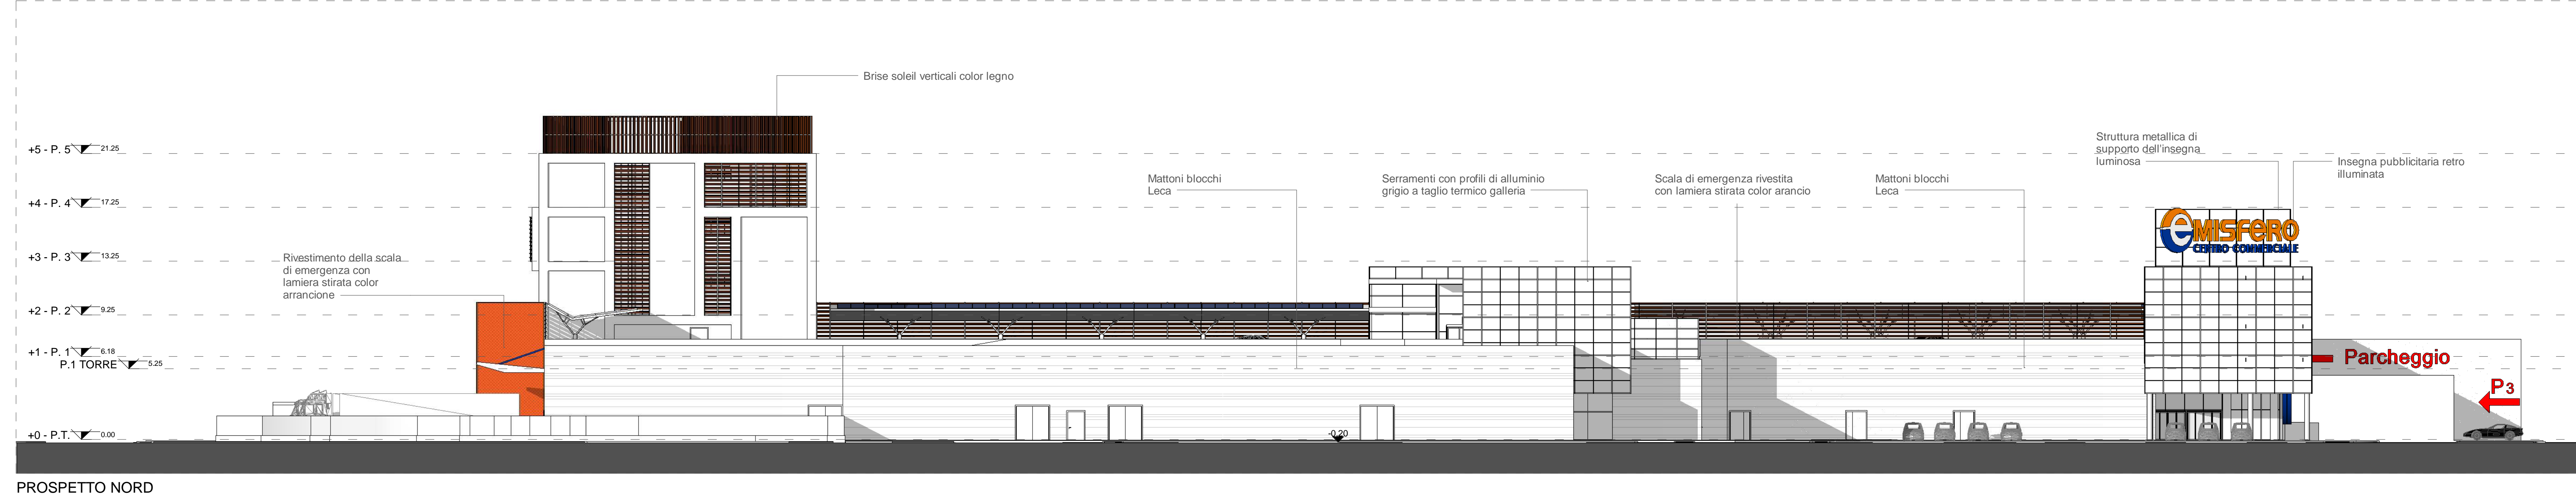 Brise soleil verticali color legno
Struttura metallica di
supporto dell'insegna
luminosa
Insegna pubblicitaria retro
illuminata
+5 - P. 5 21.25
Mattoni blocchi
Leca
Serramenti con profili di alluminio
grigio a taglio termico galleria
Scala di emergenza rivestita
con lamiera stirata color arancio
Mattoni blocchi
Leca
+4 - P. 4 17.25
eMISFeRO
CENTRO COMMERCIALE
+3 - P. 3 13.25
Rivestimento della scala
di emergenza con
lamiera stirata color
arrancione
+2 - P. 2 9.25
+1 - P. 1 6.18
P.1 TORRE 5.25
Parcheggio
P3
+0 - P.T. 0.00
-0.20
PROSPETTO NORD